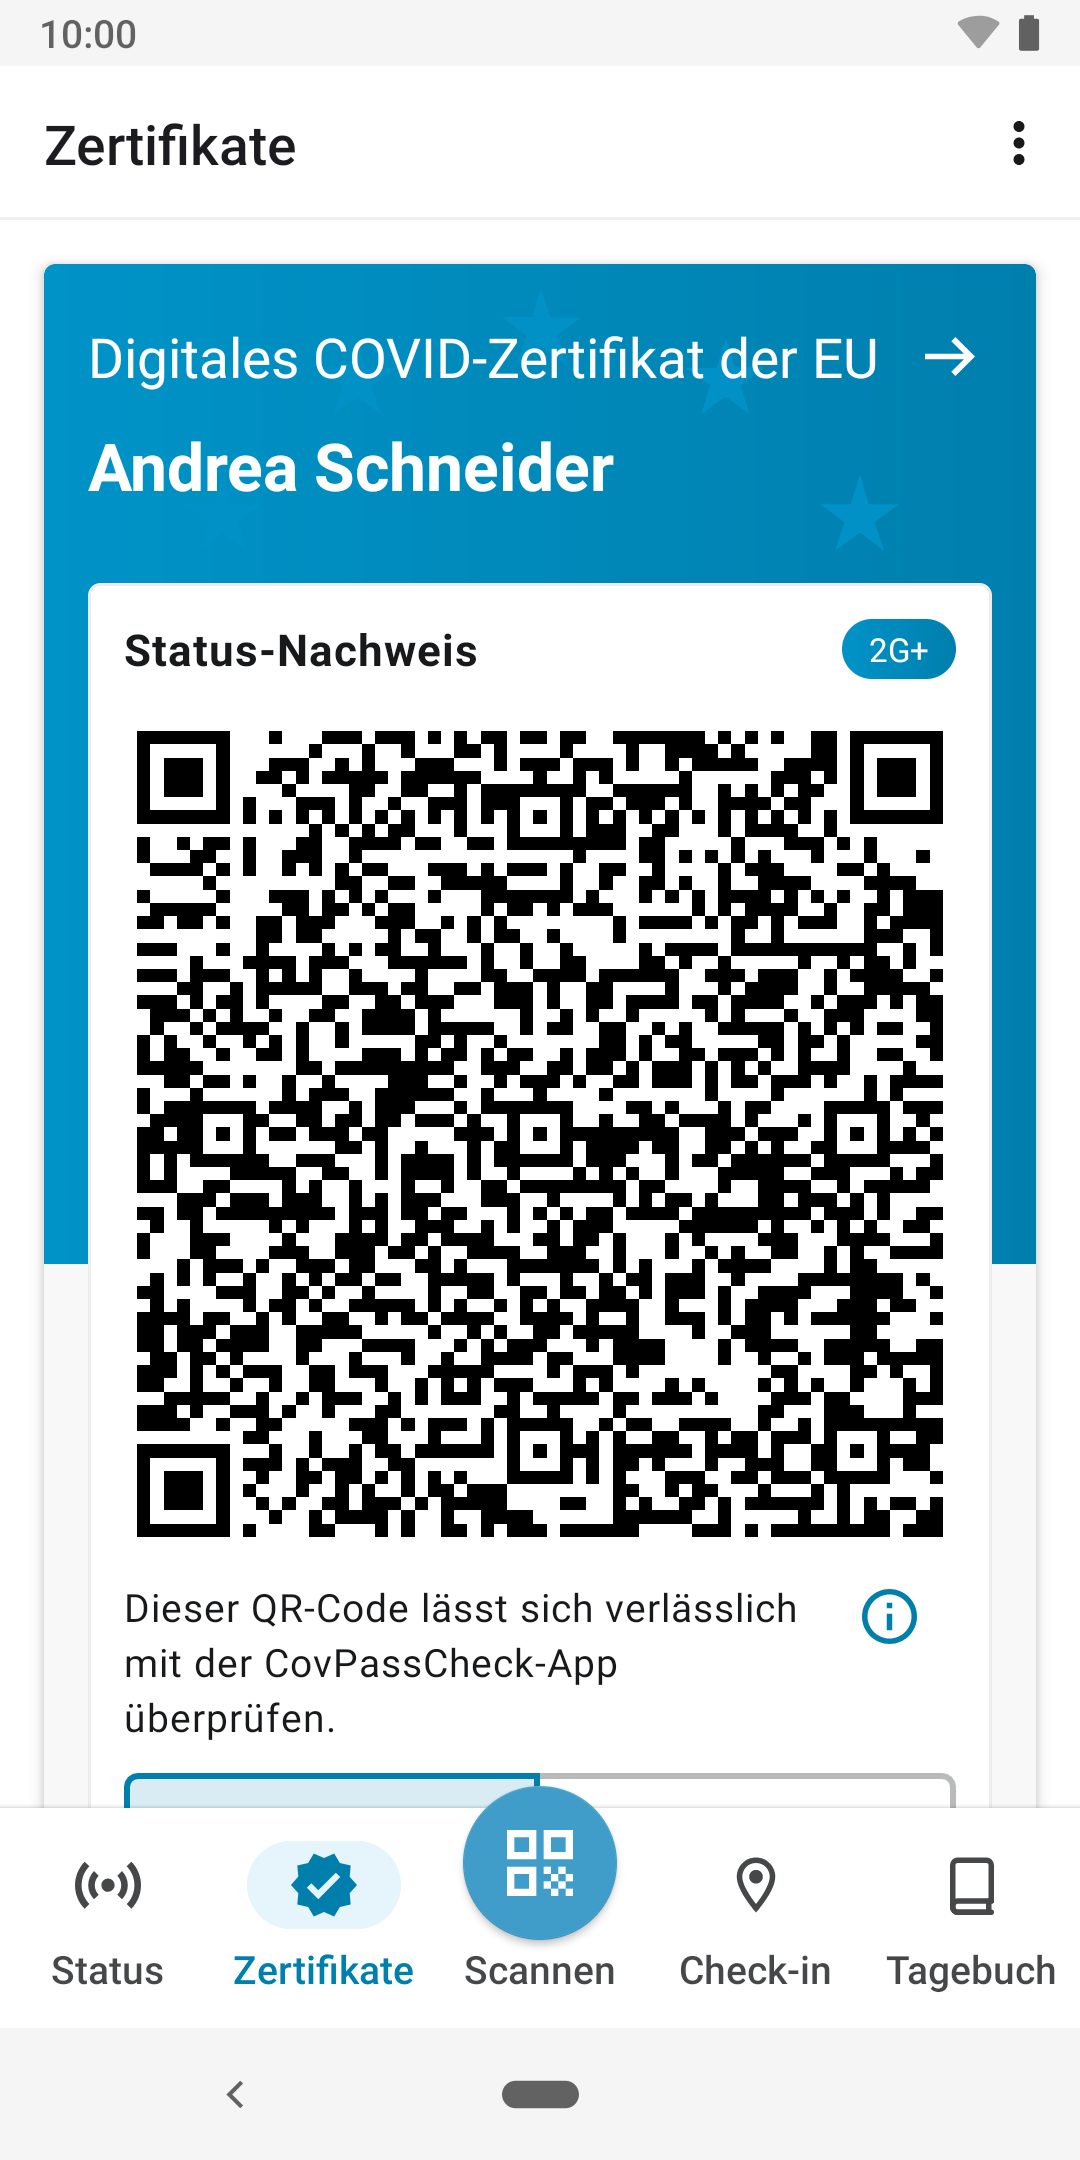 10:00
Zertifikate
Digitales COVID-Zertifikat der EU
Andrea Schneider
Status-Nachweis
2G+
Dieser QR-Code lässt sich verlässlich
mit der CovPassCheck-App
überprüfen.
Status
Zertifikate
Scannen
Check-in
Tagebuch